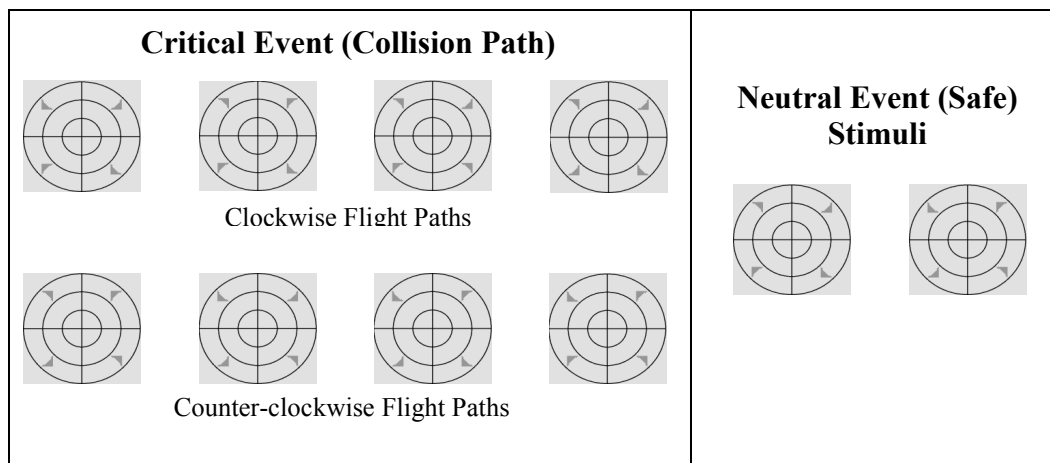 Critical Event (Collision Path)
Clockwise Flight Paths
Counter-clockwise Flight Paths
Neutral Event (Safe)
Stimuli